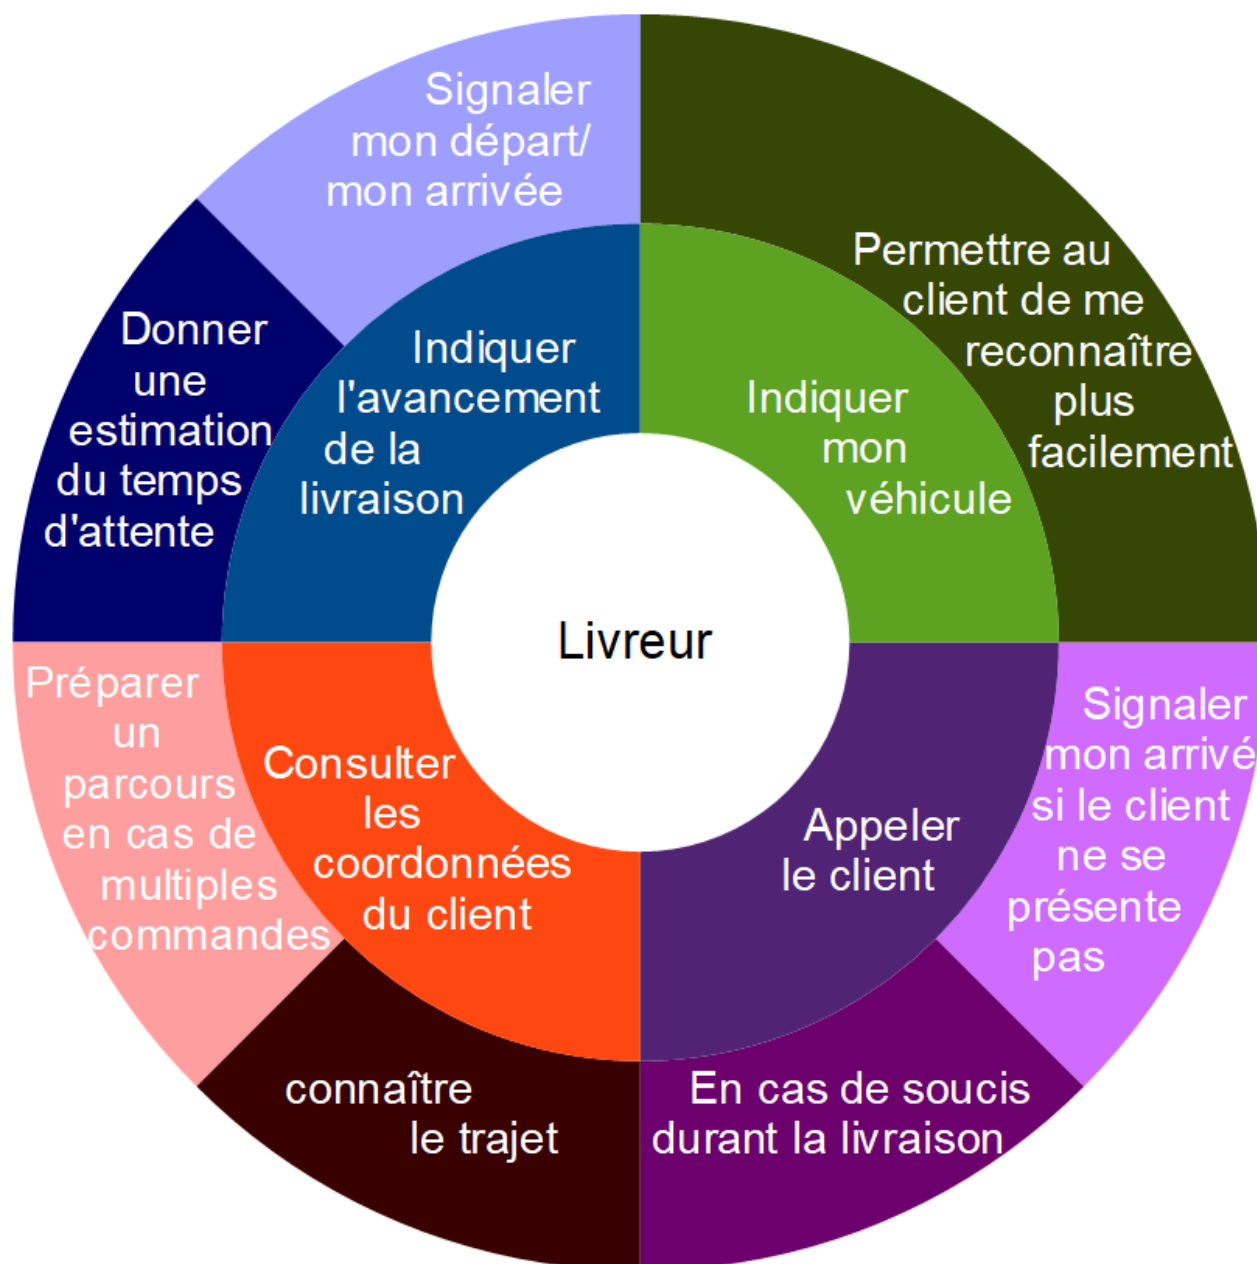 Signaler
mon départ/
mon arrivée
Permettre au
client de me
reconnaître
plus
facilement
Donner
une
estimation
du temps
d'attente
Indiquer
l'avancement
de la
livraison
Indiquer
mon
véhicule
Livreur
Préparer
un
parcours
en cas de
multiples
commandes
Consulter
les
coordonnées
du client
Appeler
le client
Signaler
mon arrivé
si le client
ne se
présente
pas
connaître
le trajet
En cas de soucis
durant la livraison